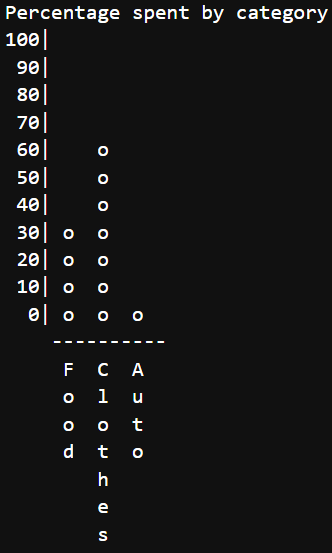 Percentage spent by category
100|
 90|
 80|
 70|
 60|    o
 50|    o
 40|    o
 30| o  o
 20| o  o
 10| o  o
  0| o  o  o
    ----------
     F  C  A
     o  l  u
     o  o  t
     d  t  o
        h
        e
        s